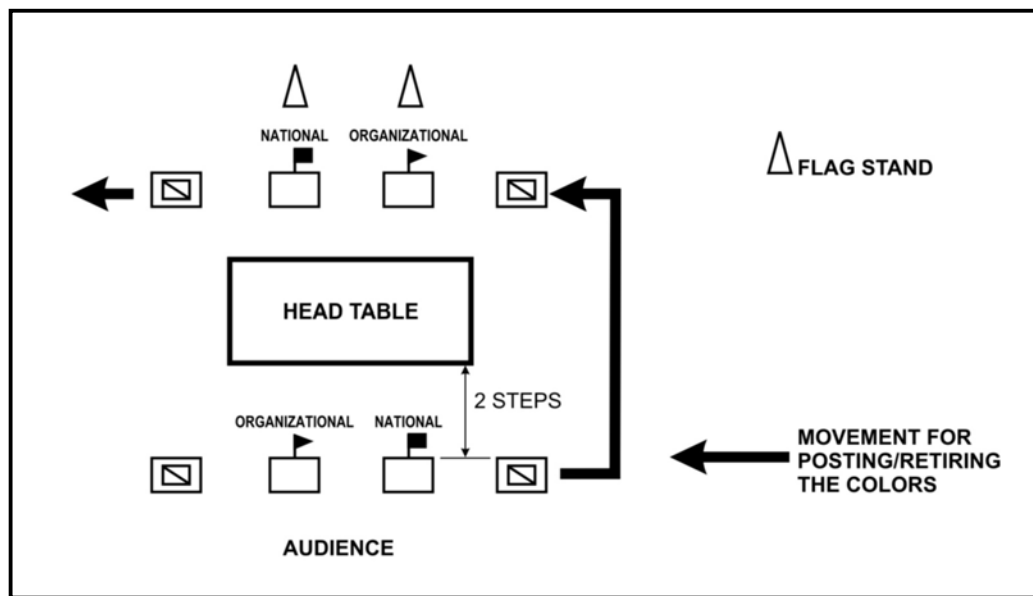 NATIONAL ORGANIZATIONAL
FLAG STAND
HEAD TABLE
2 STEPS
ORGANIZATIONAL NATIONAL
MOVEMENT FOR
POSTING/RETIRING
THE COLORS
AUDIENCE